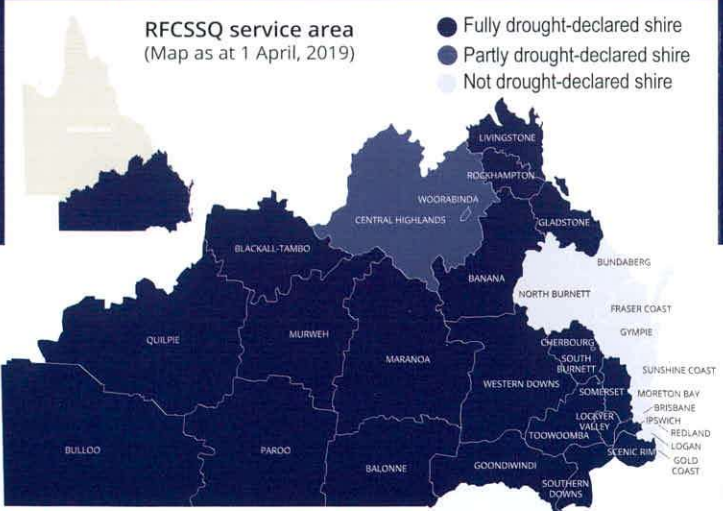 RFCSSQ service area
(Map as at 1 April, 2019)
Fully drought-declared shire
Partly drought-declared shire
Not drought-declared shire
LIVINGSTONE
ROCKHAMPTON
WOORABINDA
CENTRAL HIGHLANDS
GLADSTONE
BLACKALL-TAMBO
BUNDABERG
BANANA
NORTH BURNETT
FRASER COAST
GYMPIE
QUILPIE
MURWEH
CHERBOURG
MARANOA
SOUTH
BURNETT
SUNSHINE COAST
WESTERN DOWNS
SOMERSET
MORETON BAY
BRISBANE
LOCKYER
VALLEY
IPSWICH
REDLAND
TOOWOOMBA
LOGAN
BULLOO
PAROO
SCENIC RIM
GOLD
COAST
BALONNE
GOONDIWINDI
SOUTHERN
DOWNS